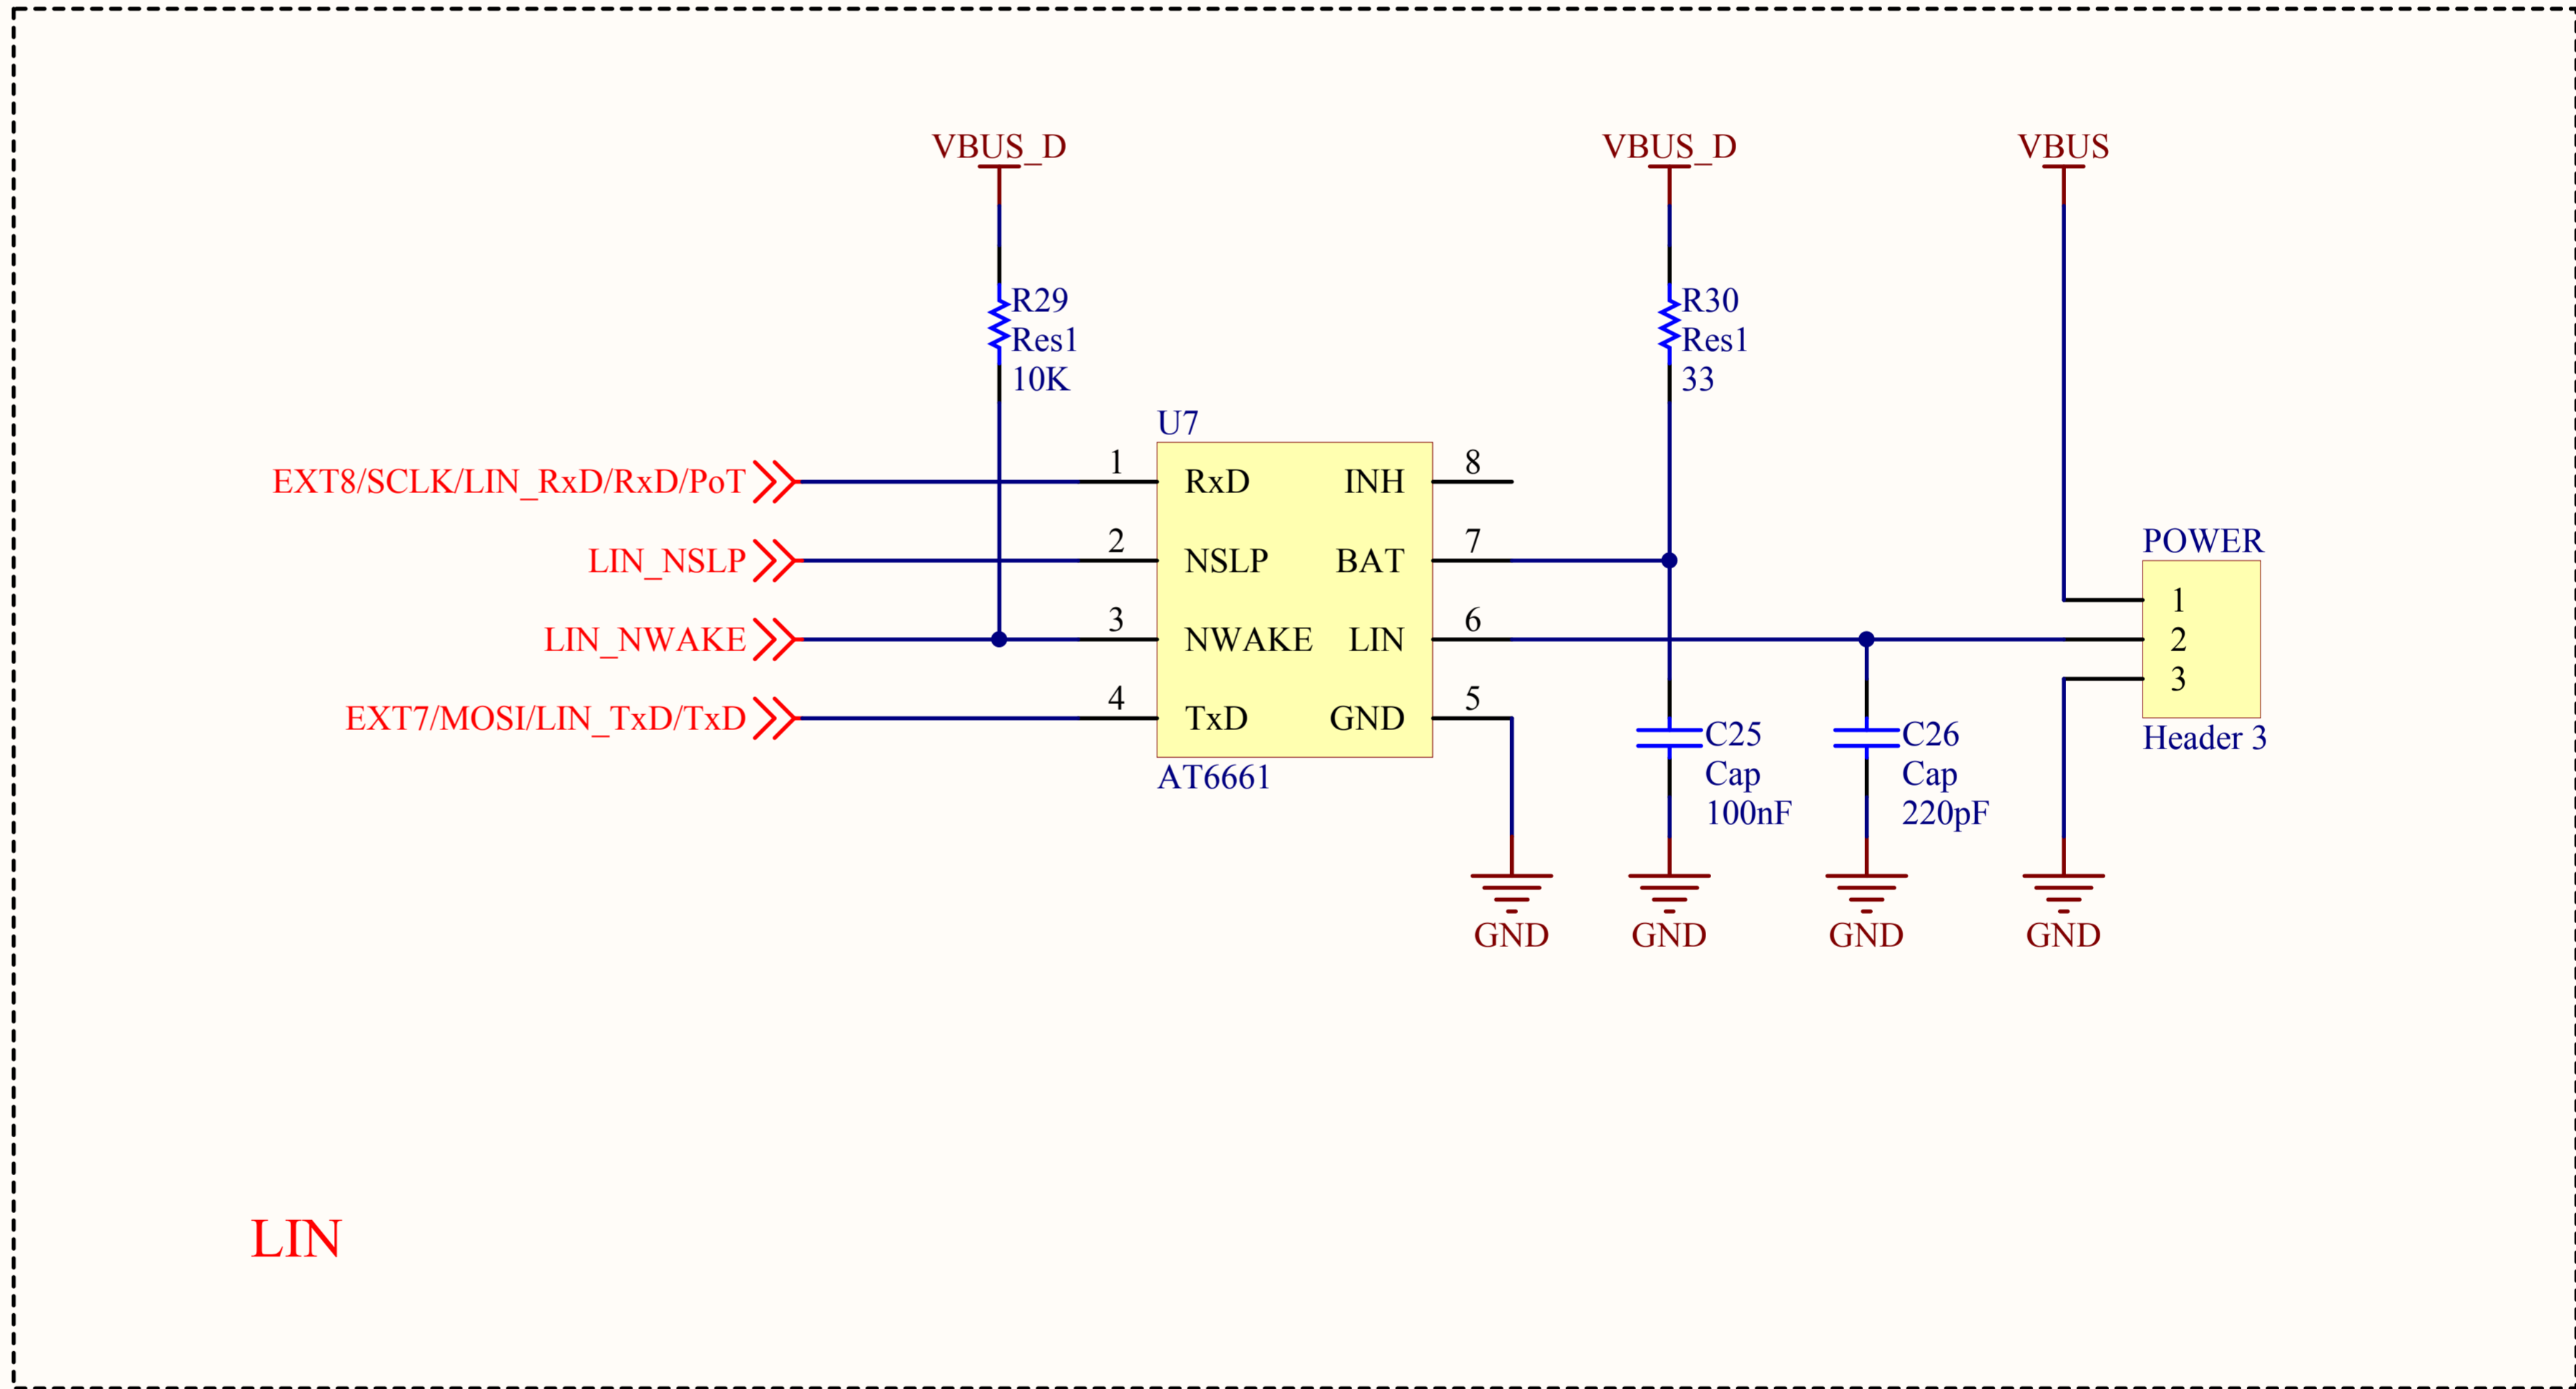 VBUS_D
VBUS_D
VBUS
R29
Res1
10K
R30
Res1
33
U7
EXT8/SCLK/LIN_RxD/RxD/PoT
1
RxD
INH
8
LIN_NSLP
2
NSLP
BAT
7
LIN_NWAKE
3
NWAKE
LIN
6
EXT7/MOSI/LIN_TxD/TxD
4
TxD
GND
5
AT6661
POWER
1
2
3
Header 3
C25
Cap
100nF
C26
Cap
220pF
GND
GND
GND
GND
LIN